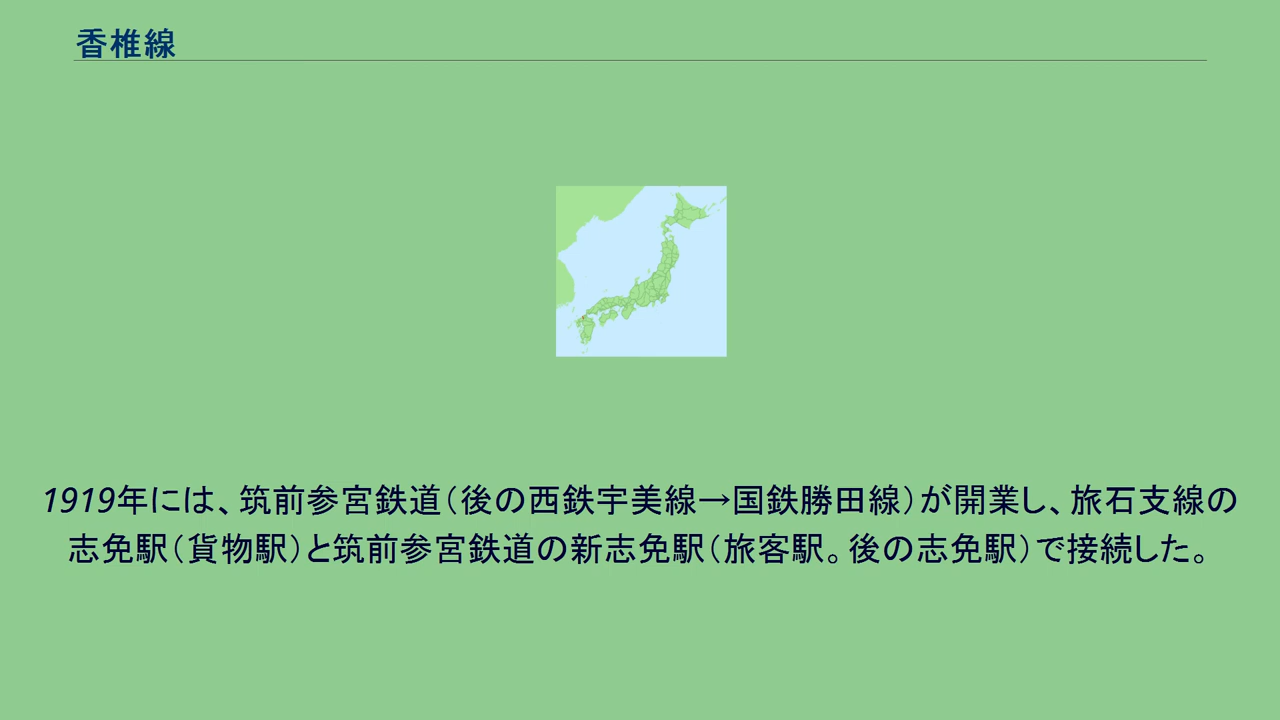 香椎線
1919年には、筑前参宮鉄道（後の西鉄宇美線→国鉄勝田線）が開業し、旅石支線の
志免駅（貨物駅）と筑前参宮鉄道の新志免駅（旅客駅。後の志免駅）で接続した。